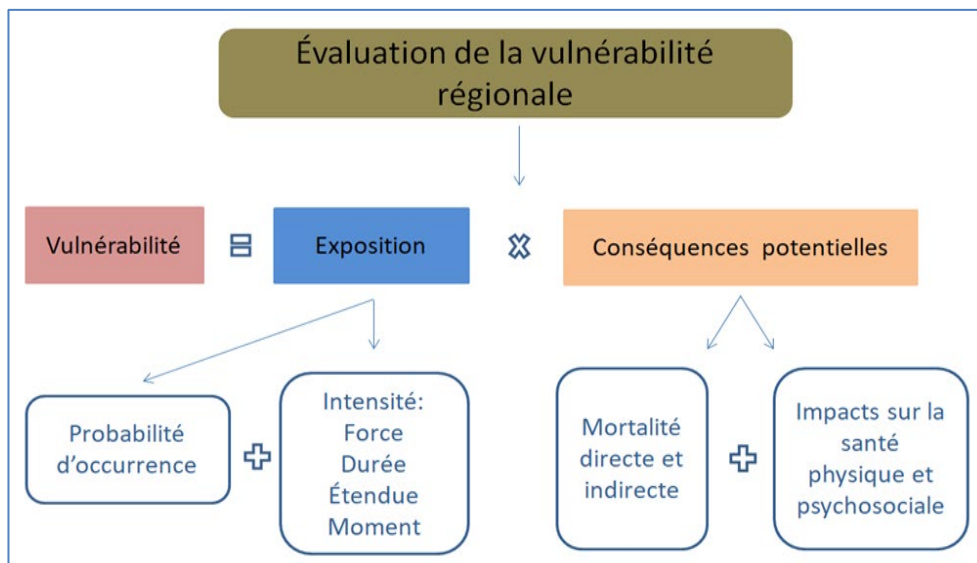 Évaluation de la vulnérabilité
régionale
Vulnérabilité
Exposition
Conséquences potentielles
Probabilité
d'occurrence
Intensité:
Force
Durée
Étendue
Moment
Mortalité
directe et
indirecte
Impacts sur la
santé
physique et
psychosociale